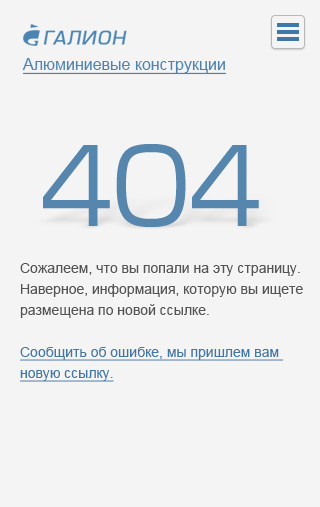 ГАЛИОН
Алюминиевые конструкции
404
Сожалеем, что вы попали на эту страницу.
Наверное, информация, которую вы ищете
размещена по новой ссылке.
Сообщить об ошибке, мы пришлем вам
новую ссылку.